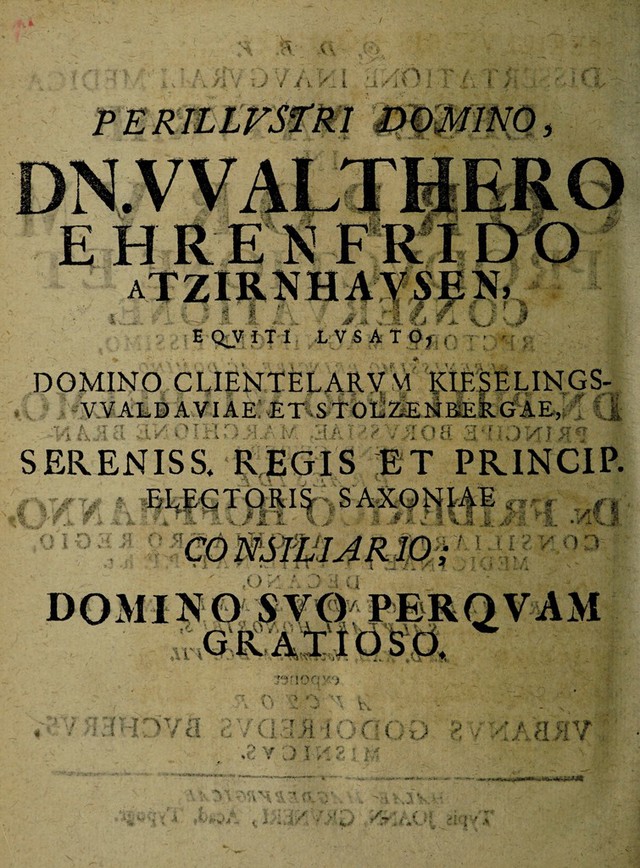 PERILLVSTRI DOMINO,
DN. VVALTHERO
EHRENFRIDO
A TZIRNHAVSEN,
EQVITI LVSATO,
DOMINO CLIENTELARVM KIESELINGS-
VVALDAVIAE ET STOLZENBERGAE,
SERENISS. REGIS ET PRINCIP.
ELECTORIS SAXONIAE
CONSILIARIO;
DOMINO SVO PERQVAM
GRATIOSO.